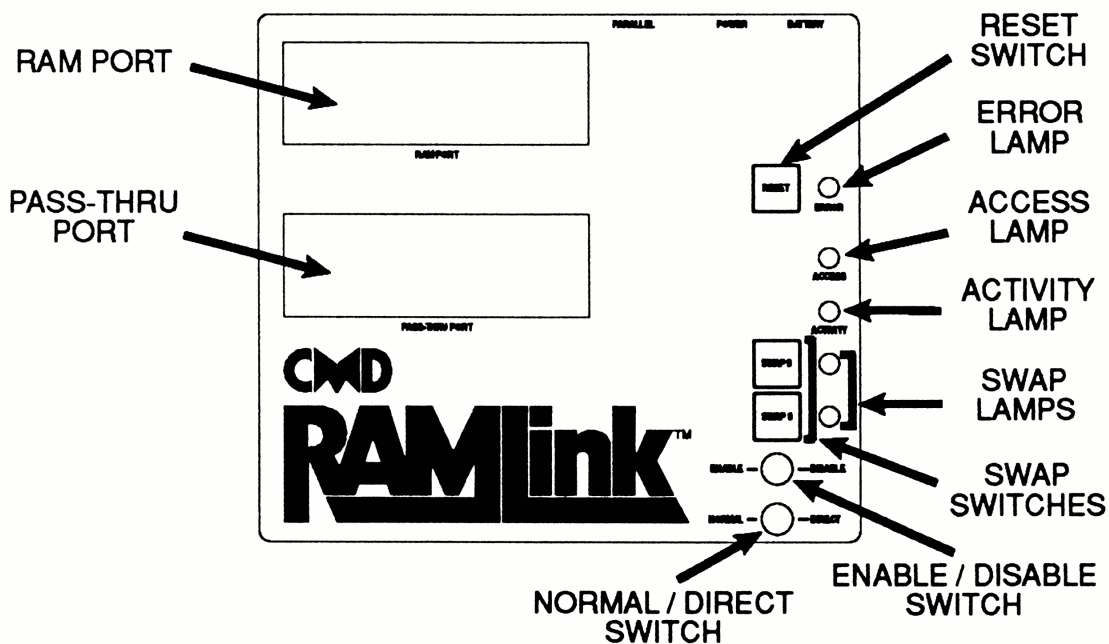 PARALLEL POWER BATTERY
RESET
SWITCH
RAM PORT
RAM PORT
ERROR
LAMP
RESET
ERROR
PASS-THRU
PORT
ACCESS
LAMP
ACCESS
ACTIVITY
LAMP
PASS-THRU PORT
ACTIVITY
CMD
RAMLink™
SWAP 8
SWAP 9
SWAP
LAMPS
ENABLE DISABLE
NORMAL DIRECT
SWAP
SWITCHES
NORMAL / DIRECT
SWITCH
ENABLE / DISABLE
SWITCH